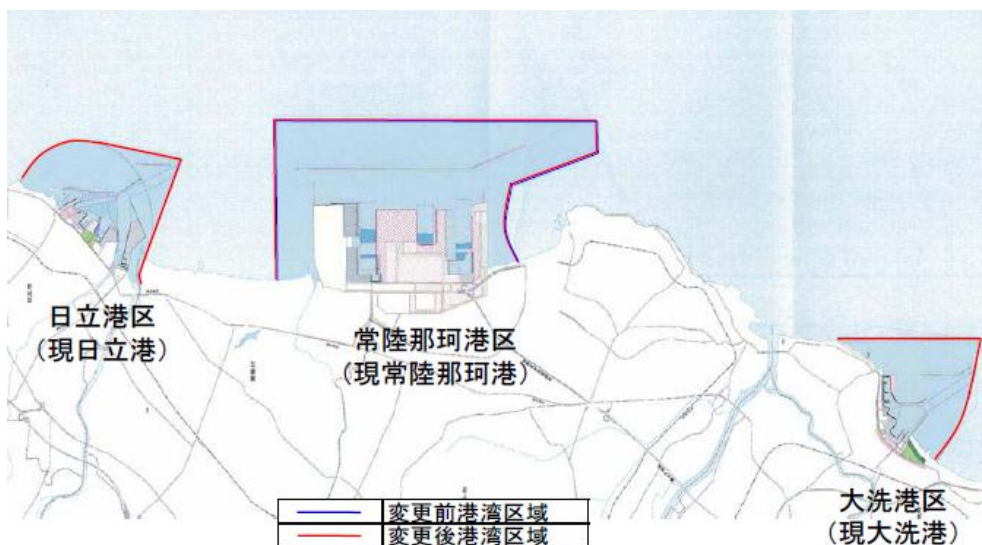 日立港区
（現日立港）
常陸那珂港区
（現常陸那珂港）
大洗港区
（現大洗港）
変更前港湾区域
変更後港湾区域